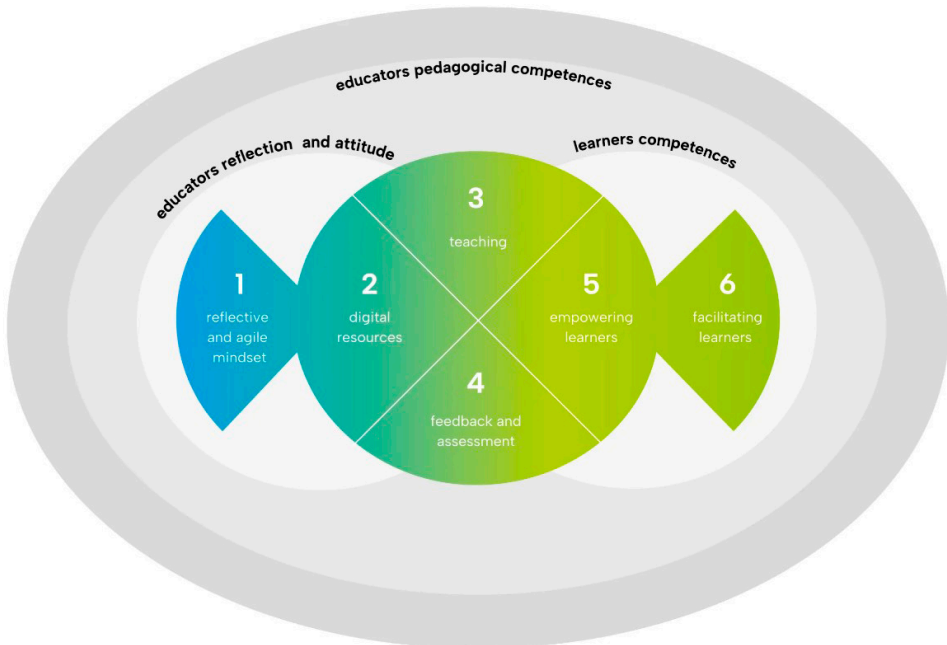 educators pedagogical competences
educators reflection and attitude
learners competences
1
reflective
and agile
mindset
2
digital
resources
3
teaching
4
feedback and
assessment
5
empowering
learners
6
facilitating
learners